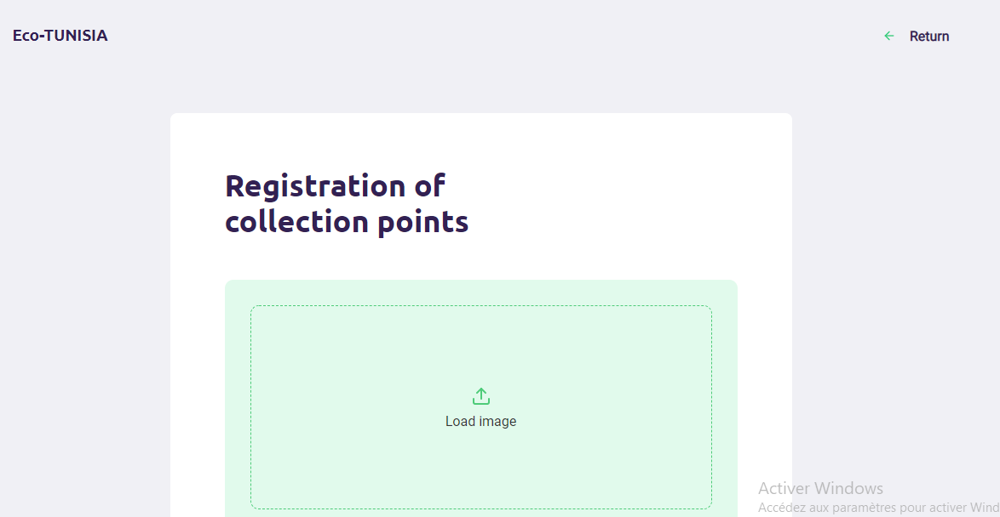 Eco-TUNISIA
Return
Registration of
collection points
Load image
Activer Windows
Accédez aux paramètres pour activer Wind